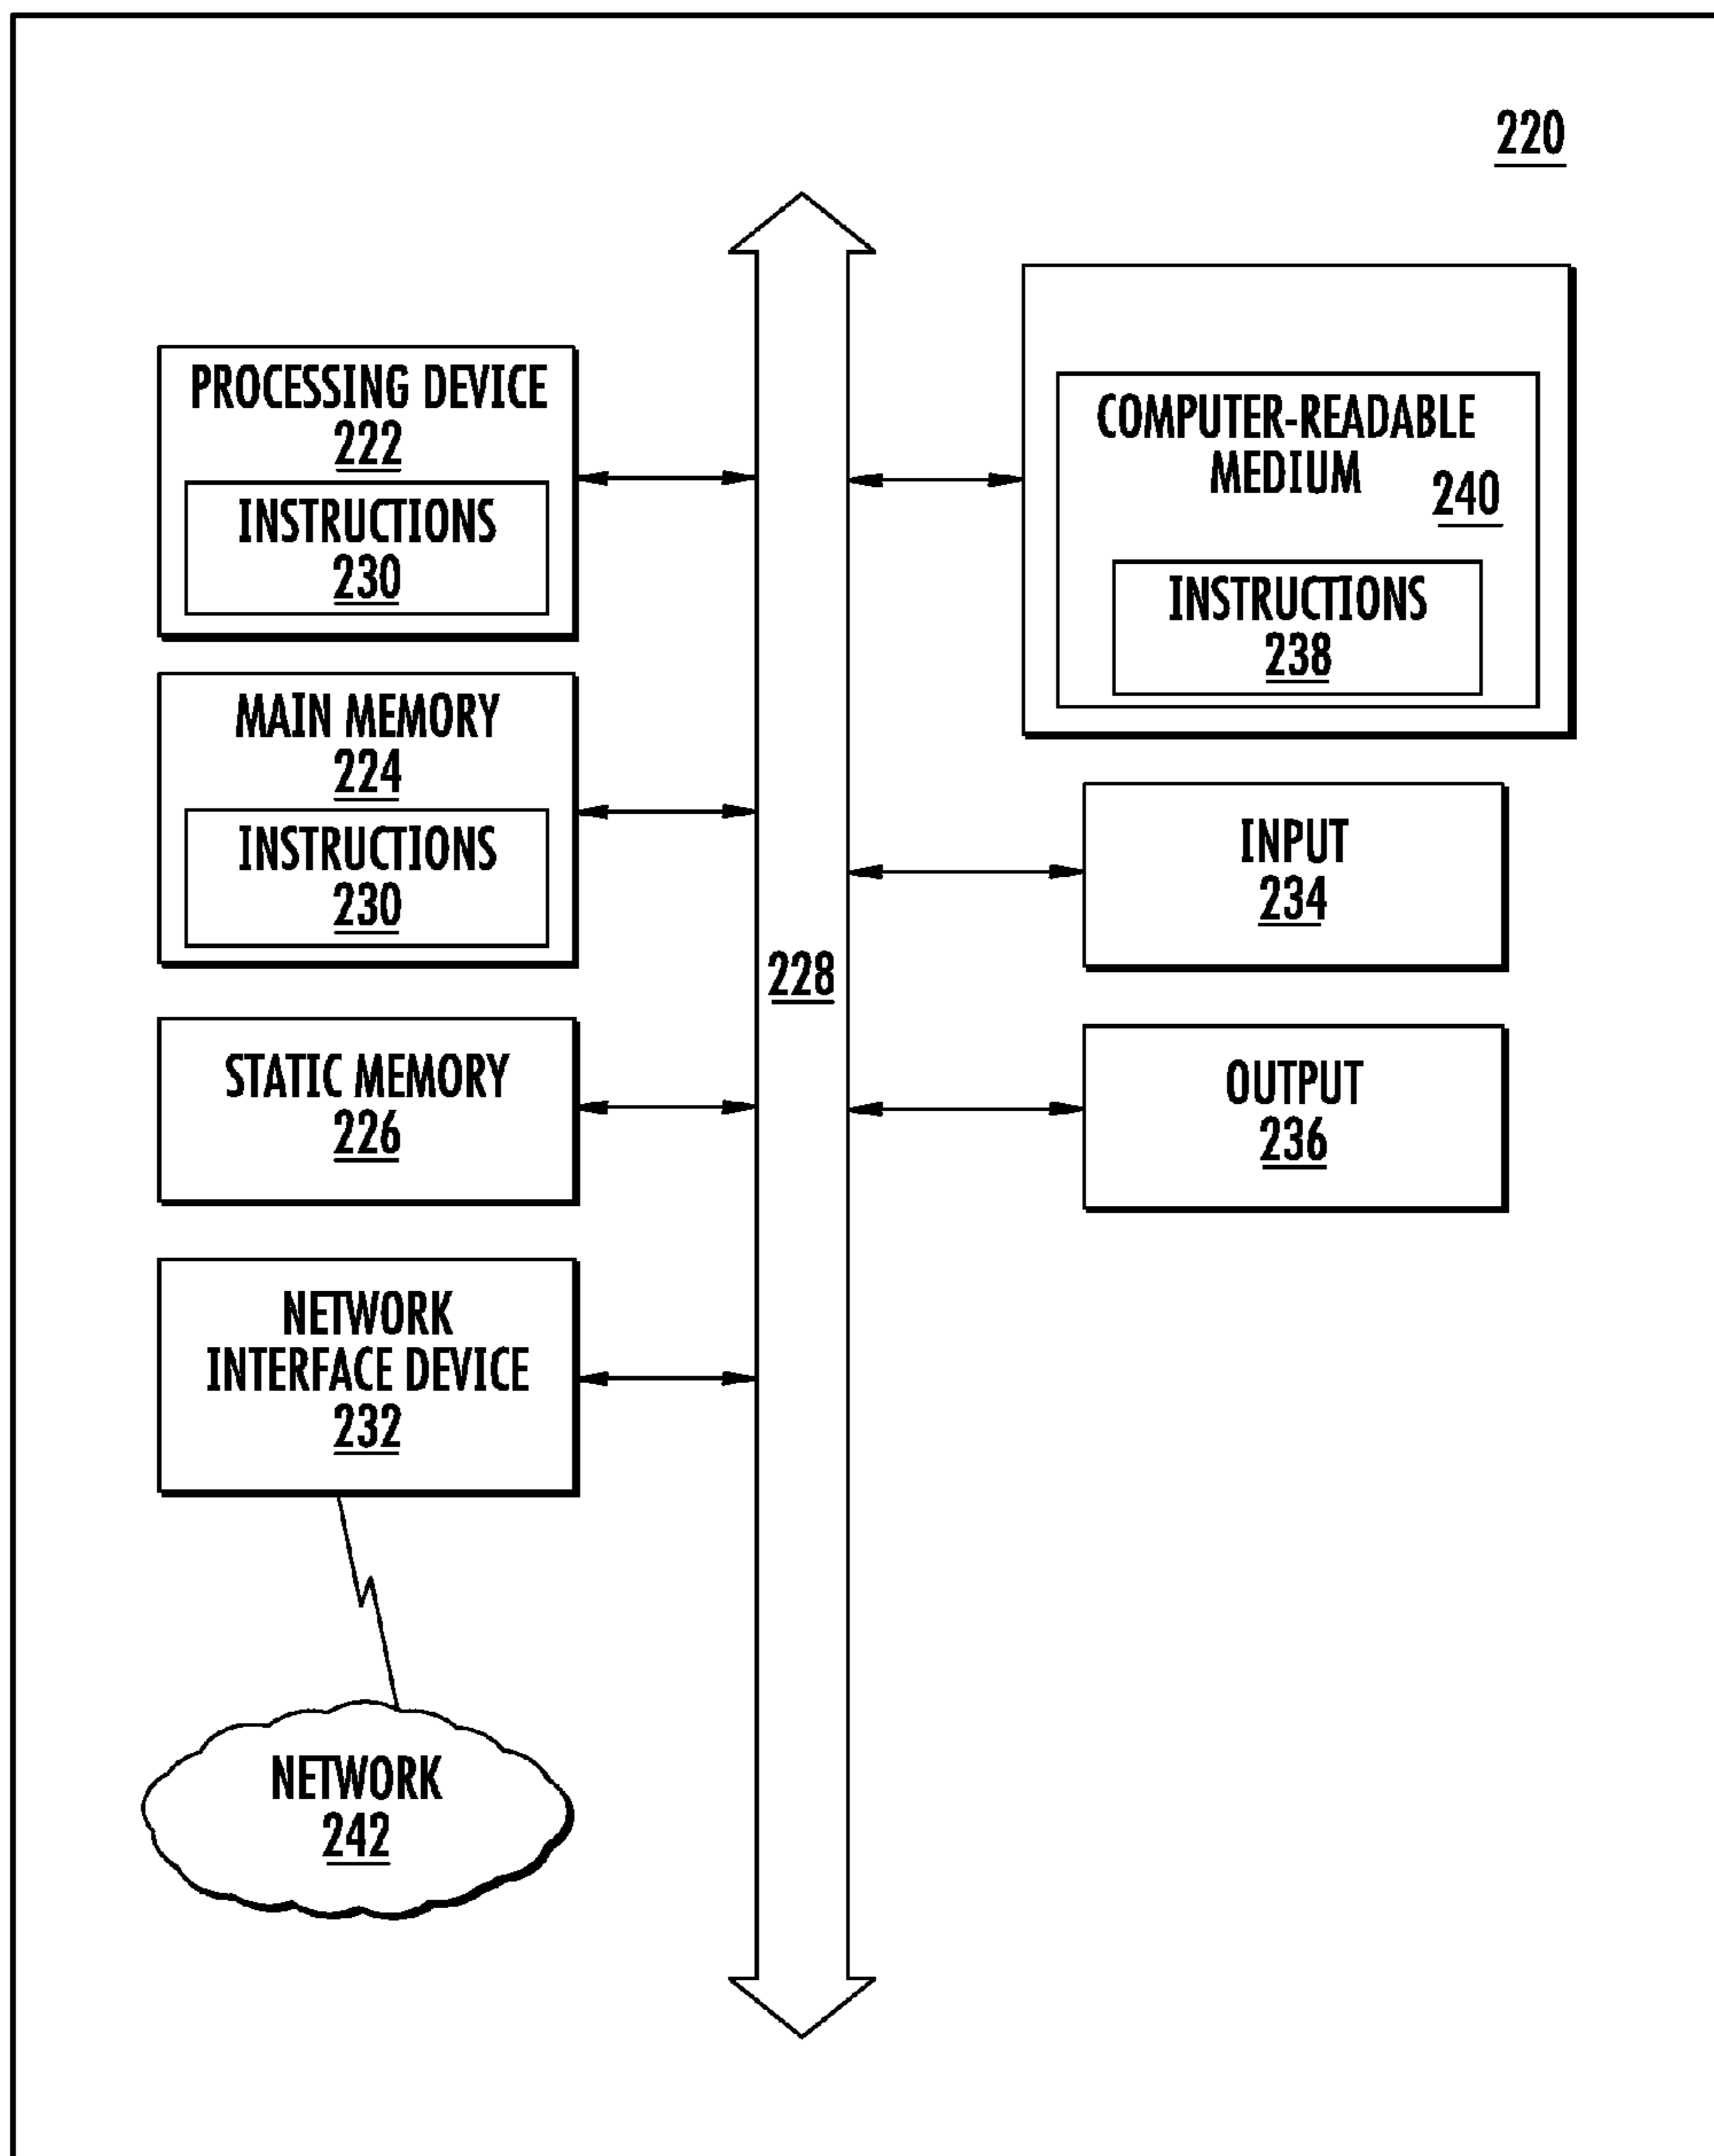 220
PROCESSING DEVICE
222
INSTRUCTIONS
230
MAIN MEMORY
224
INSTRUCTIONS
230
STATIC MEMORY
226
NETWORK
INTERFACE DEVICE
232
NETWORK
242
228
COMPUTER-READABLE
MEDIUM
240
INSTRUCTIONS
238
INPUT
234
OUTPUT
236